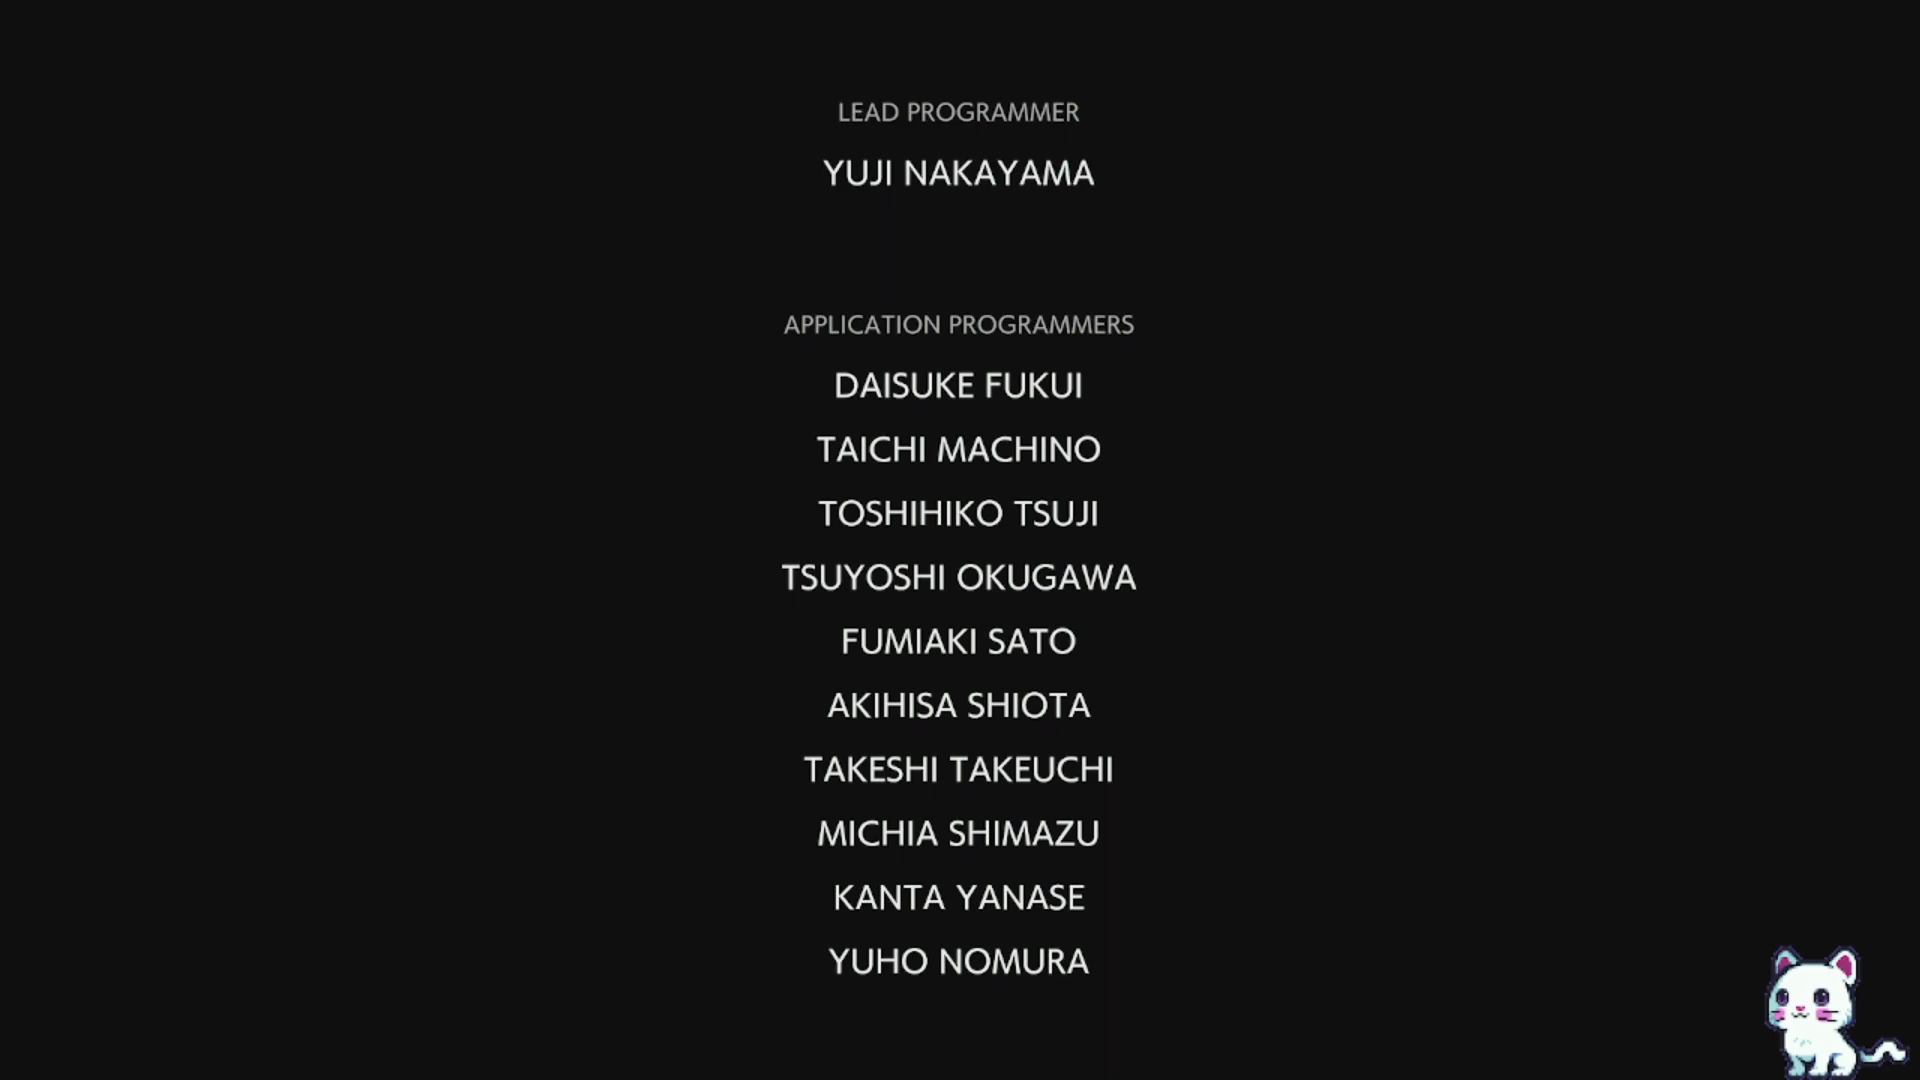 LEAD PROGRAMMER
YUJI NAKAYAMA
APPLICATION PROGRAMMERS
DAISUKE FUKUI
TAICHI MACHINO
TOSHIHIKO TSUJI
TSUYOSHI OKUGAWA
FUMIAKI SATO
AKIHISA SHIOTA
TAKESHI TAKEUCHI
MICHIA SHIMAZU
KANTA YANASE
YUHO NOMURA